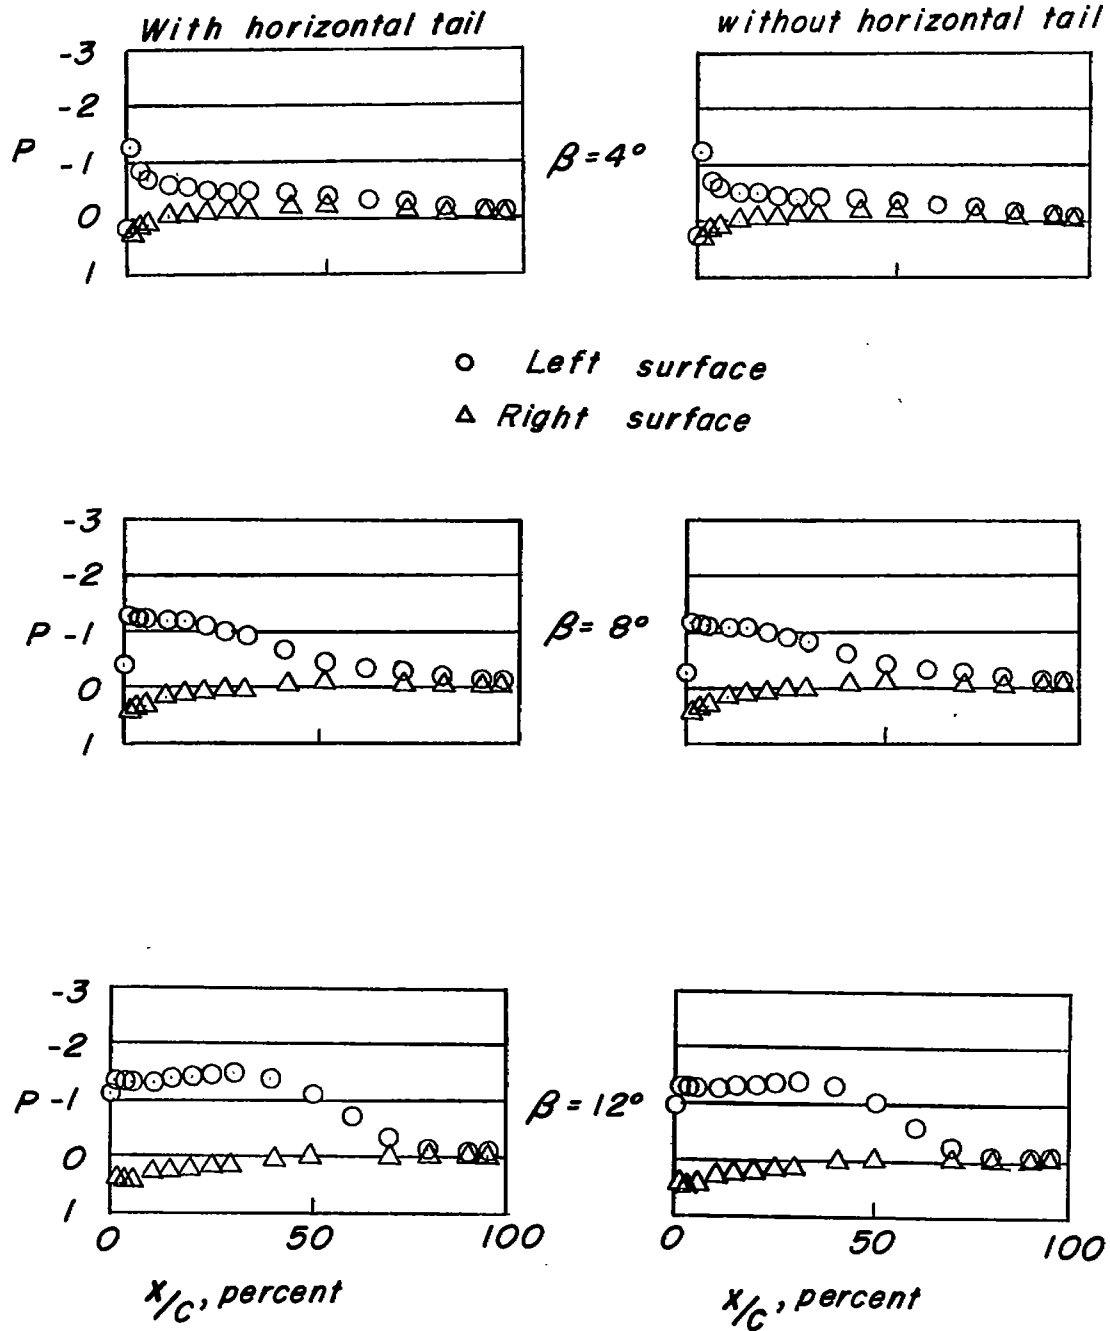 With horizontal tail
without horizontal tail
-3
-2
P -1
0
1
β = 4°
Left surface
Right surface
-3
-2
P -1
0
1
β = 8°
-3
-2
P -1
0
1
β = 12°
0 50 100
0 50 100
x/c, percent
x/c, percent